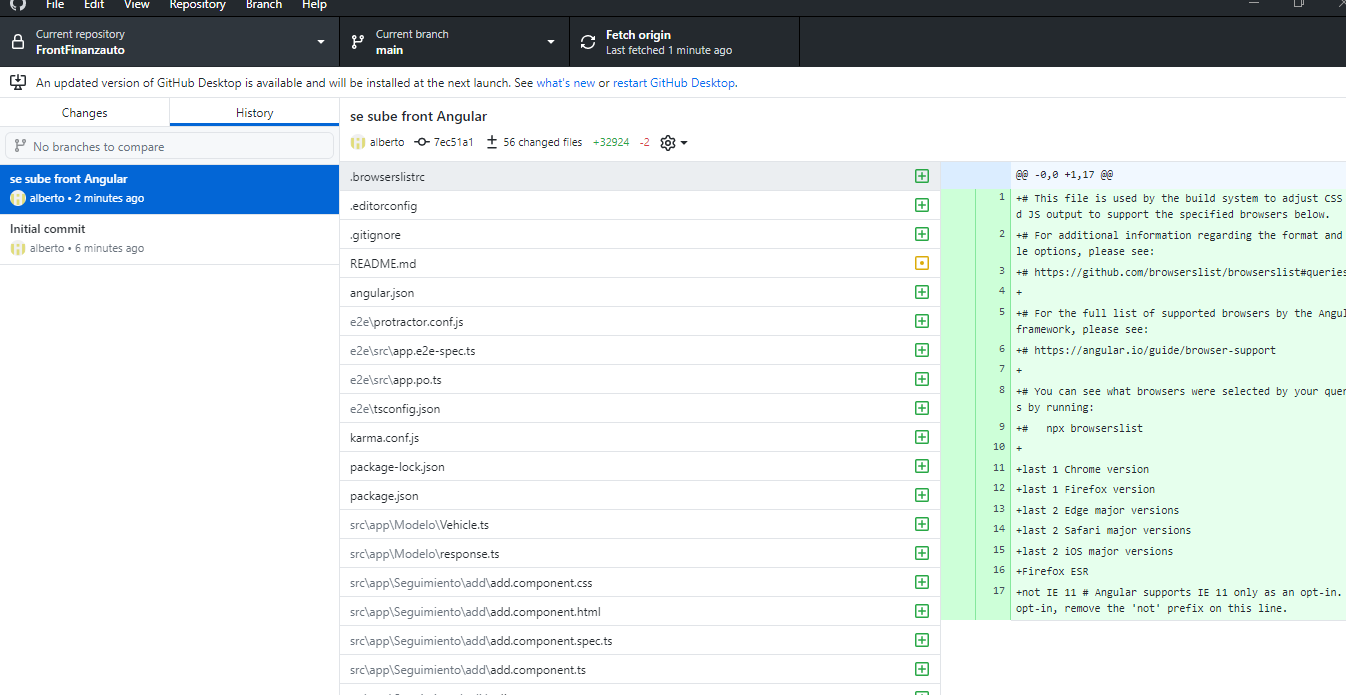 File Edit View Repository Branch Help
Current repository
FrontFinanzauto
Current branch
main
Fetch origin
Last fetched 1 minute ago
An updated version of GitHub Desktop is available and will be installed at the next launch. See what's new or restart GitHub Desktop.
Changes
History
No branches to compare
se sube front Angular
alberto • 2 minutes ago
Initial commit
alberto • 6 minutes ago
se sube front Angular
alberto 7ec51a1 56 changed files +32924 -2
.browserslistrc
.editorconfig
.gitignore
README.md
angular.json
e2e\protractor.conf.js
e2e\src\app.e2e-spec.ts
e2e\src\app.po.ts
e2e\tsconfig.json
karma.conf.js
package-lock.json
package.json
src\app\Modelo\Vehicle.ts
src\app\Modelo\response.ts
src\app\Seguimiento\add\add.component.css
src\app\Seguimiento\add\add.component.html
src\app\Seguimiento\add\add.component.spec.ts
src\app\Seguimiento\add\add.component.ts
@@ -0,0 +1,17 @@
1 +# This file is used by the build system to adjust CSS
d JS output to support the specified browsers below.
2 +# For additional information regarding the format and
le options, please see:
3 +# https://github.com/browserslist/browserslist#queries
4 +
5 +# For the full list of supported browsers by the Angul
framework, please see:
6 +# https://angular.io/guide/browser-support
7 +
8 +# You can see what browsers were selected by your quer
s by running:
9 +# npx browserslist
10 +
11 +last 1 Chrome version
12 +last 1 Firefox version
13 +last 2 Edge major versions
14 +last 2 Safari major versions
15 +last 2 iOS major versions
16 +Firefox ESR
17 +not IE 11 # Angular supports IE 11 only as an opt-in.
opt-in, remove the 'not' prefix on this line.